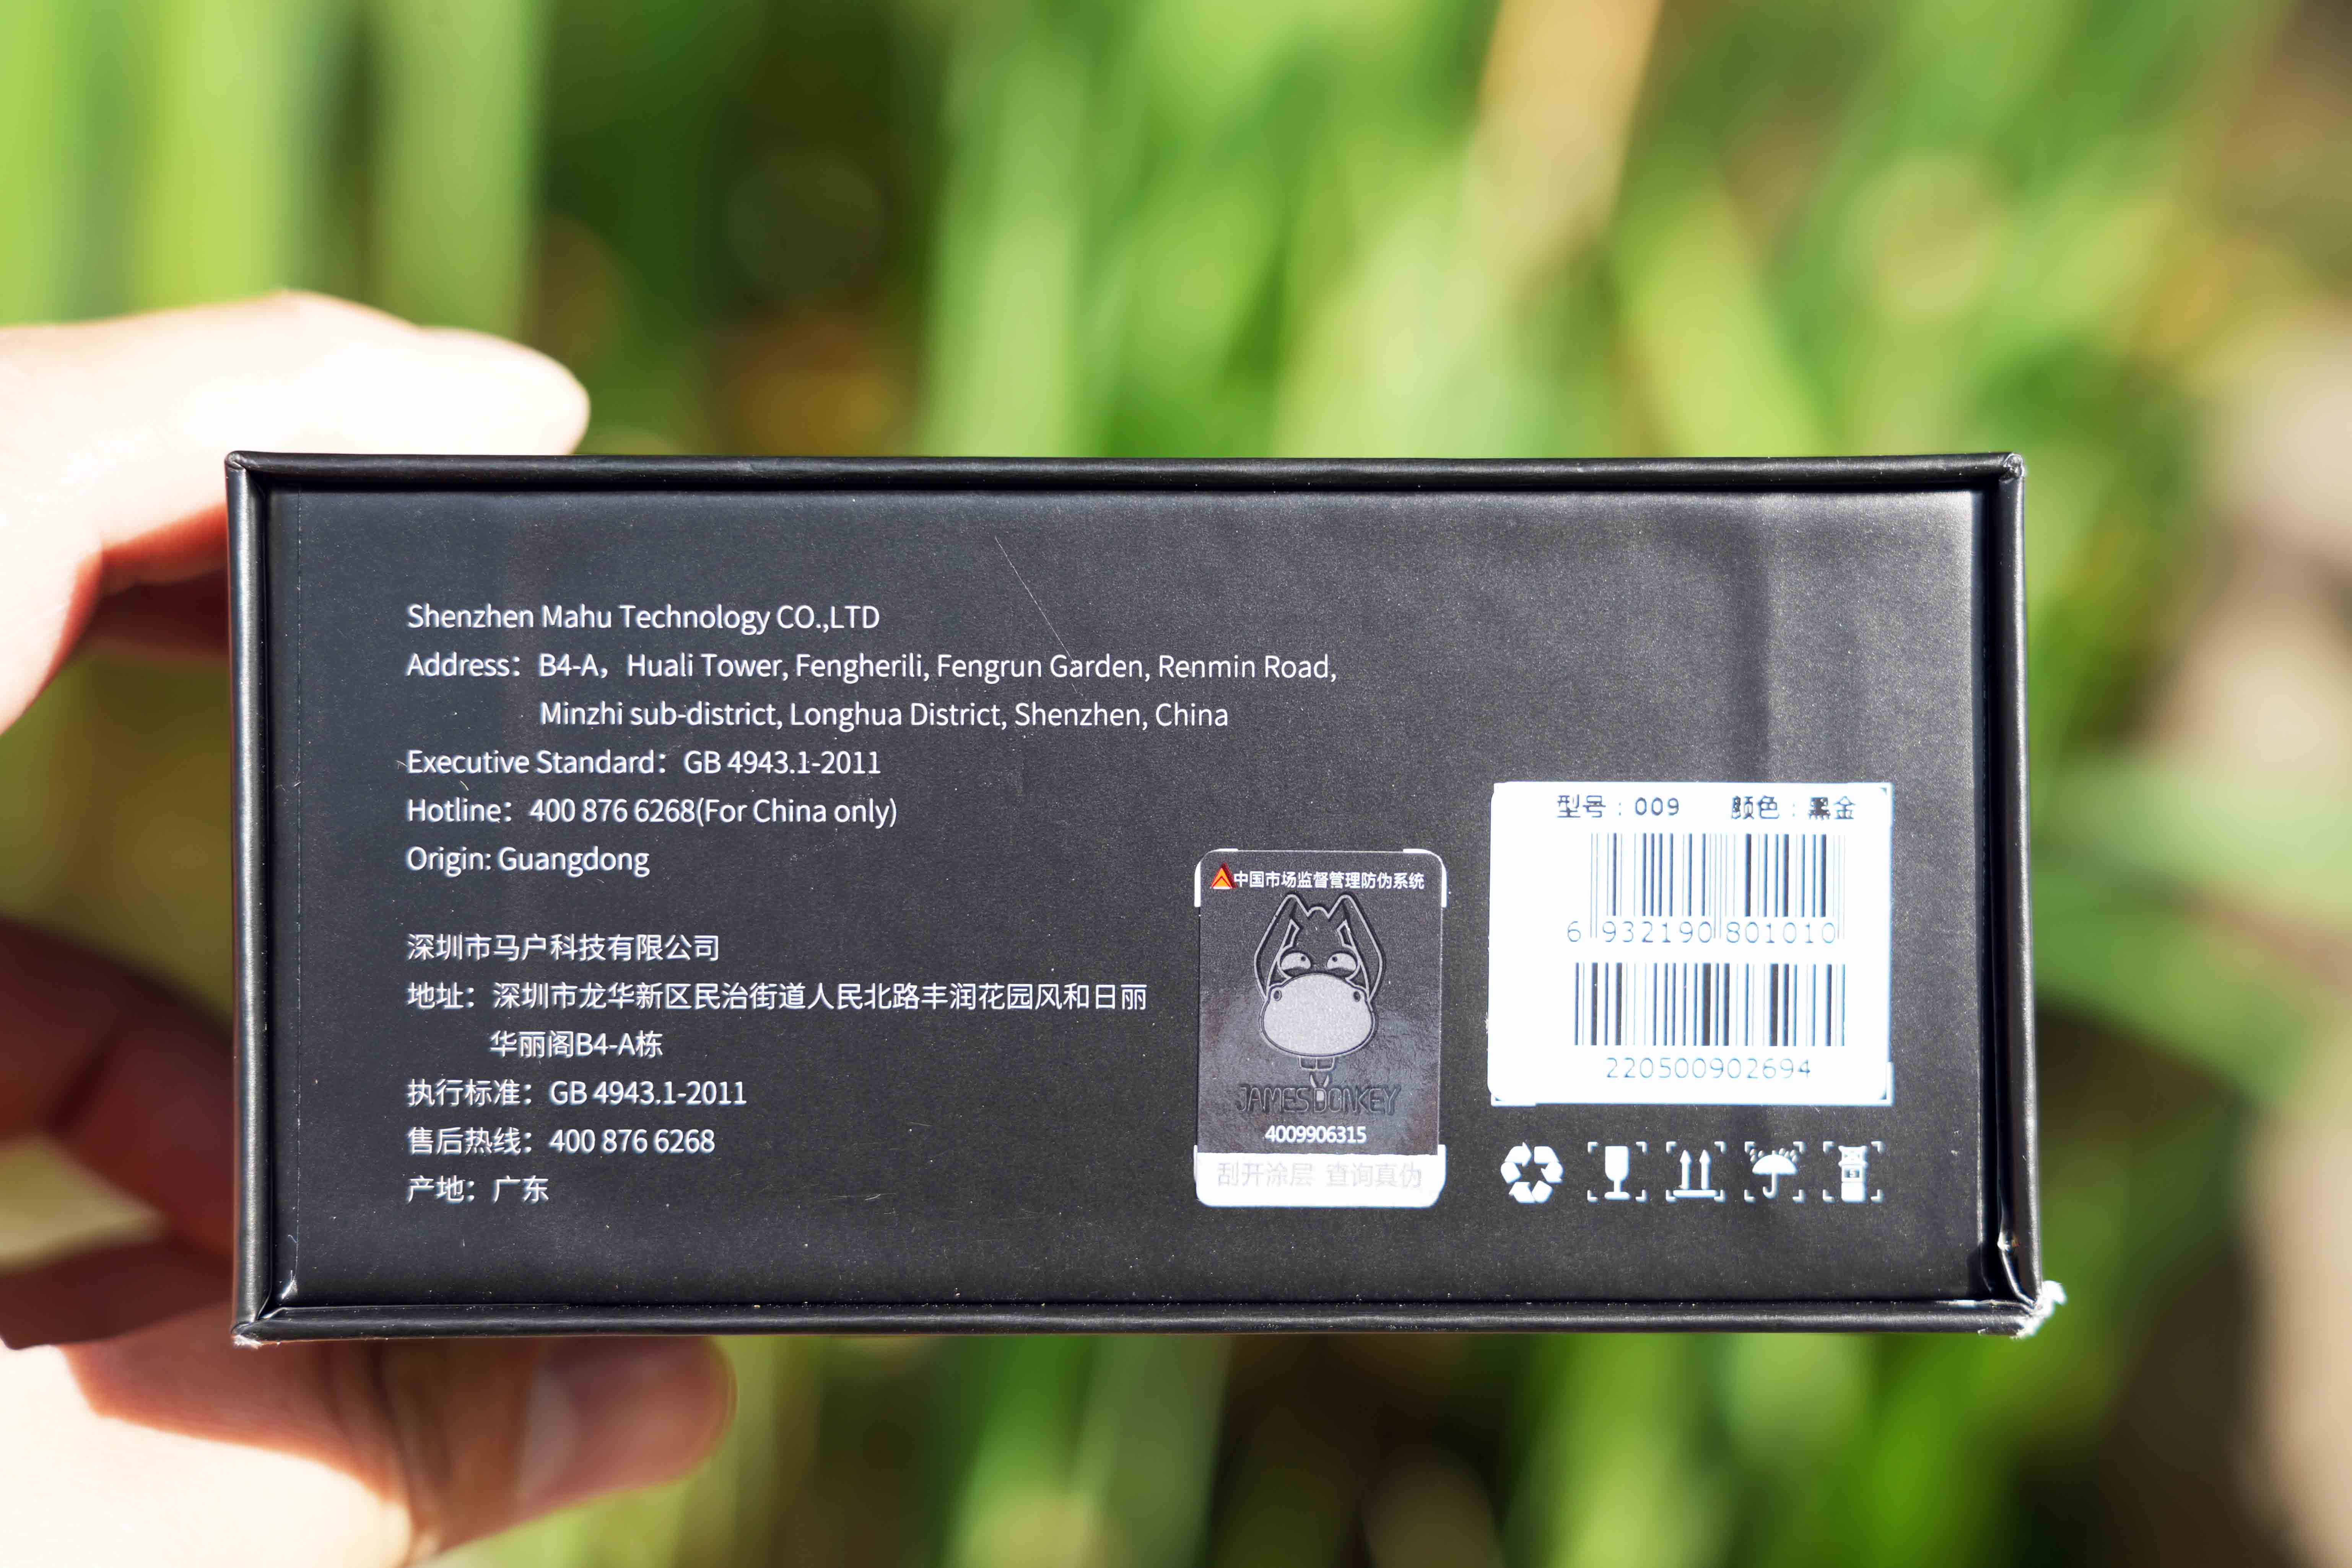 Shenzhen Mahu Technology CO.,LTD
Address：B4-A，Huali Tower, Fengherili, Fengrun Garden, Renmin Road,
Minzhi sub-district, Longhua District, Shenzhen, China
Executive Standard：GB 4943.1-2011
Hotline：400 876 6268(For China only)
Origin: Guangdong
深圳市马户科技有限公司
地址：深圳市龙华新区民治街道人民北路丰润花园风和日丽
华丽阁B4-A栋
执行标准：GB 4943.1-2011
售后热线：400 876 6268
产地：广东
中国市场监督管理防伪系统
JAMESDONKEY
4009906315
刮开涂层 查询真伪
型号：009 颜色：黑金
6 932190 801010
220500902694